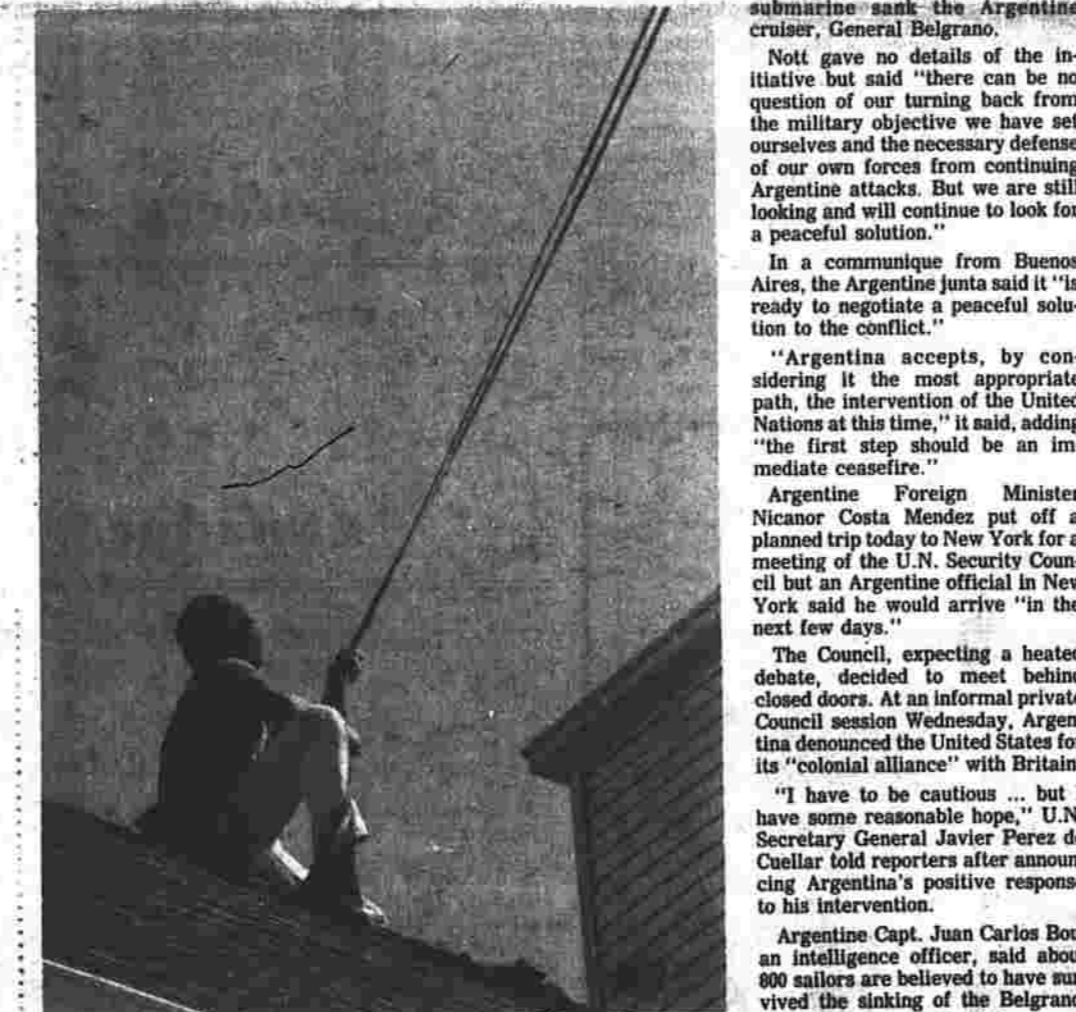 submarine sank the Argentine
cruiser, General Belgrano.
Nott gave no details of the in-
itiative but said "there can be no
question of our turning back from
the military objective we have set
ourselves and the necessary defense
of our own forces from continuing
Argentine attacks. But we are still
looking and will continue to look for
a peaceful solution."
In a communique from Buenos
Aires, the Argentine junta said it "is
ready to negotiate a peaceful solu-
tion to the conflict."
"Argentina accepts, by con-
sidering it the most appropriate
path, the intervention of the United
Nations at this time," it said, adding
"the first step should be an im-
mediate ceasefire."
Argentine Foreign Minister
Nicanor Costa Mendez put off a
planned trip today to New York for a
meeting of the U.N. Security Coun-
cil but an Argentine official in New
York said he would arrive "in the
next few days."
The Council, expecting a heated
debate, decided to meet behind
closed doors. At an informal private
Council session Wednesday, Argen
tina denounced the United States for
its "colonial alliance" with Britain
"I have to be cautious ... but
have some reasonable hope," U.N.
Secretary General Javier Perez de
Cuellar told reporters after announ
cing Argentina's positive response
to his intervention.
Argentine Capt. Juan Carlos
an intelligence officer, said about
800 sailors are believed to have sur
vived the sinking of the Belgrano